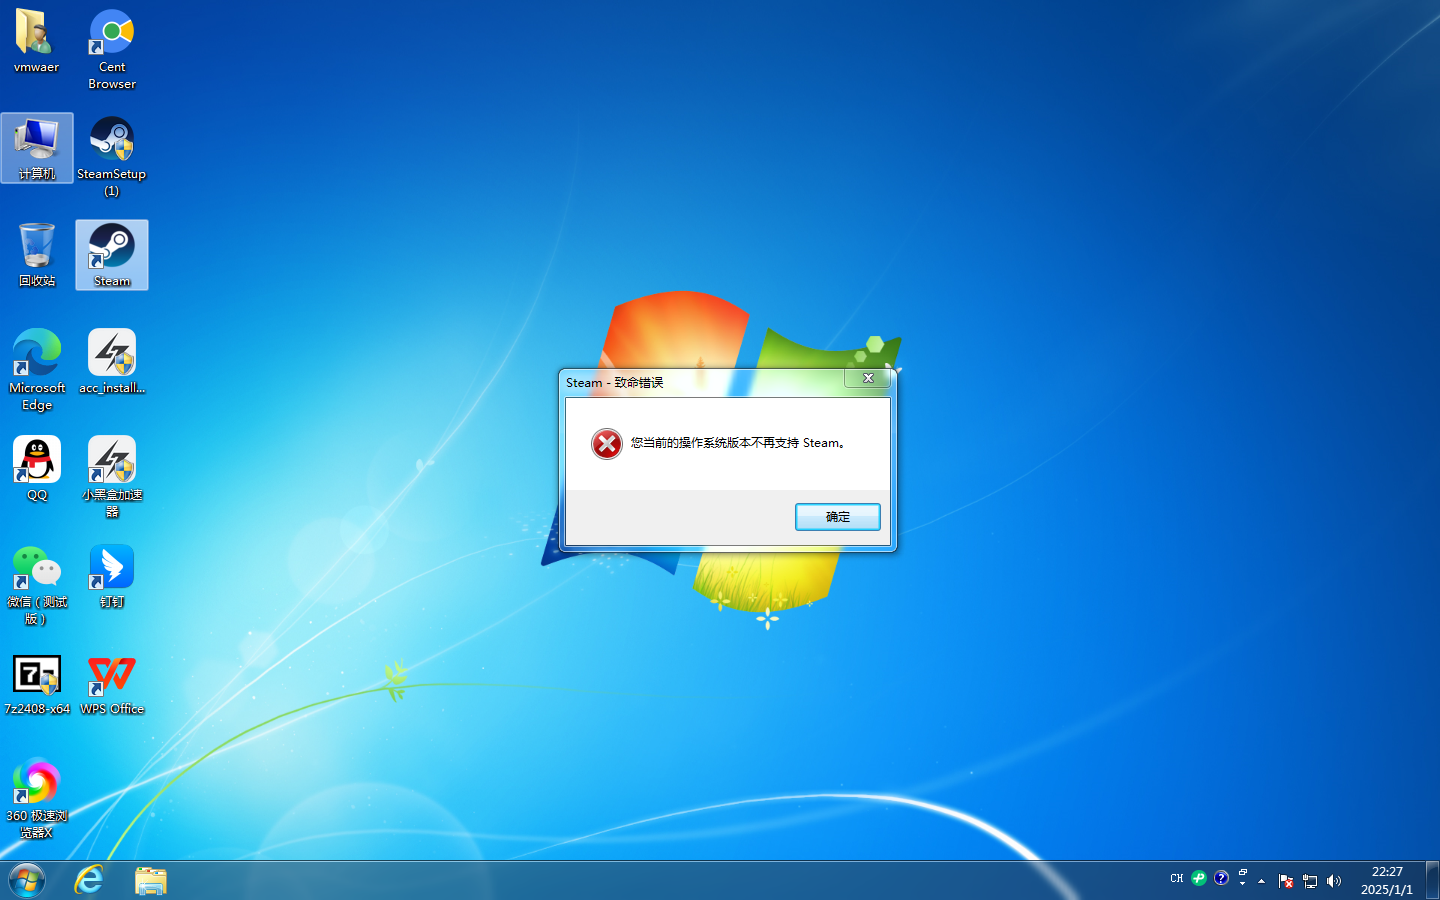 vmwaer
Cent
Browser
计算机
SteamSetup
(1)
回收站
Steam
Microsoft
Edge
acc_install...
QQ
小黑盒加速
器
微信（测试
版）
钉钉
7z2408-x64
WPS Office
360 极速浏
览器X
Steam - 致命错误
您当前的操作系统版本不再支持 Steam。
确定
CH
22:27
2025/1/1